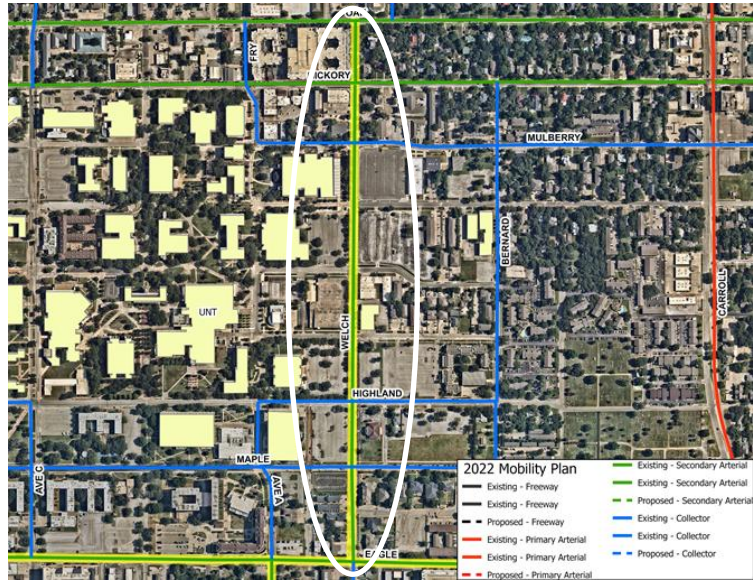 OAK
FRY
HICKORY
MULBERRY
BERNARD
CARROLL
UNT
WELCH
HIGHLAND
MAPLE
AVE C
AVE A
EAGLE
2022 Mobility Plan
Existing - Freeway
Existing - Freeway
Proposed - Freeway
Existing - Primary Arterial
Existing - Primary Arterial
Proposed - Primary Arterial
Existing - Secondary Arterial
Existing - Secondary Arterial
Proposed - Secondary Arterial
Existing - Collector
Existing - Collector
Proposed - Collector